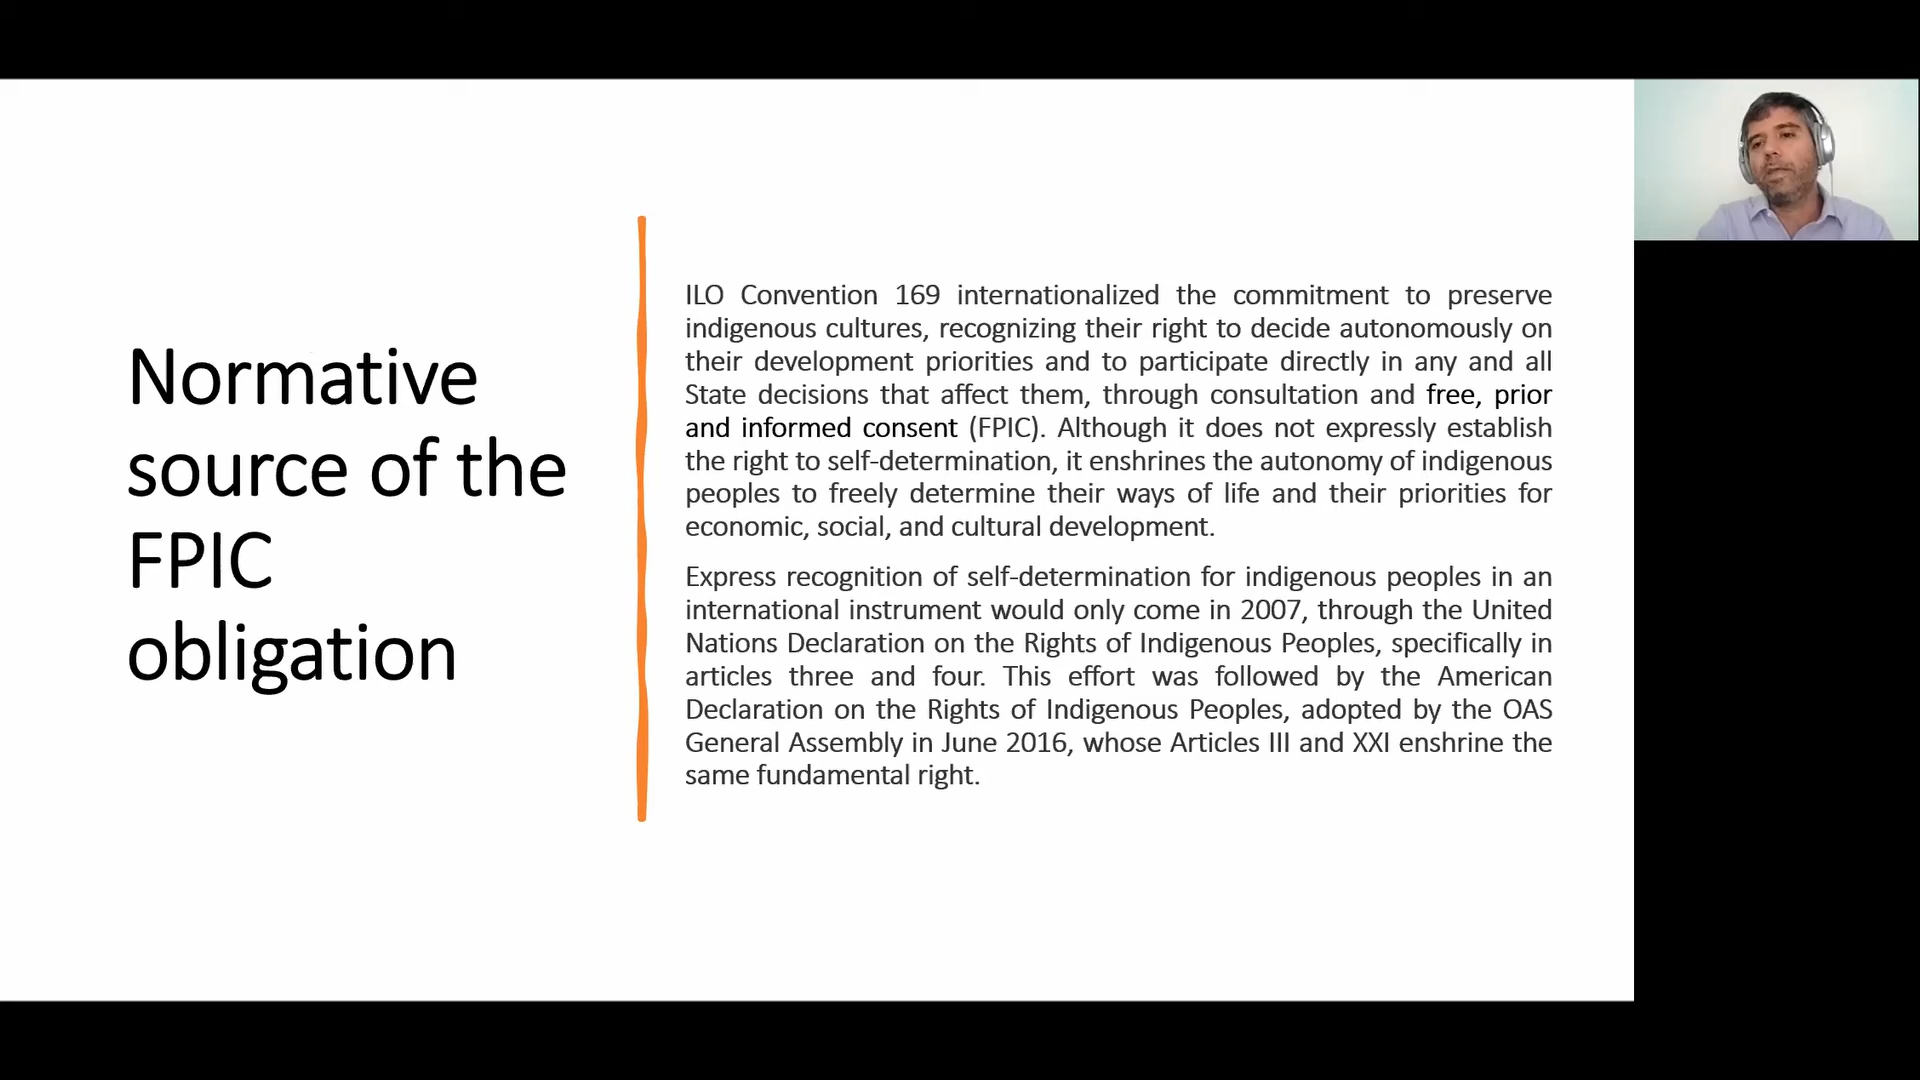 Normative
source of the
FPIC
obligation
ILO Convention 169 internationalized the commitment to preserve
indigenous cultures, recognizing their right to decide autonomously on
their development priorities and to participate directly in any and all
State decisions that affect them, through consultation and free, prior
and informed consent (FPIC). Although it does not expressly establish
the right to self-determination, it enshrines the autonomy of indigenous
peoples to freely determine their ways of life and their priorities for
economic, social, and cultural development.
Express recognition of self-determination for indigenous peoples in an
international instrument would only come in 2007, through the United
Nations Declaration on the Rights of Indigenous Peoples, specifically in
articles three and four. This effort was followed by the American
Declaration on the Rights of Indigenous Peoples, adopted by the OAS
General Assembly in June 2016, whose Articles III and XXI enshrine the
same fundamental right.